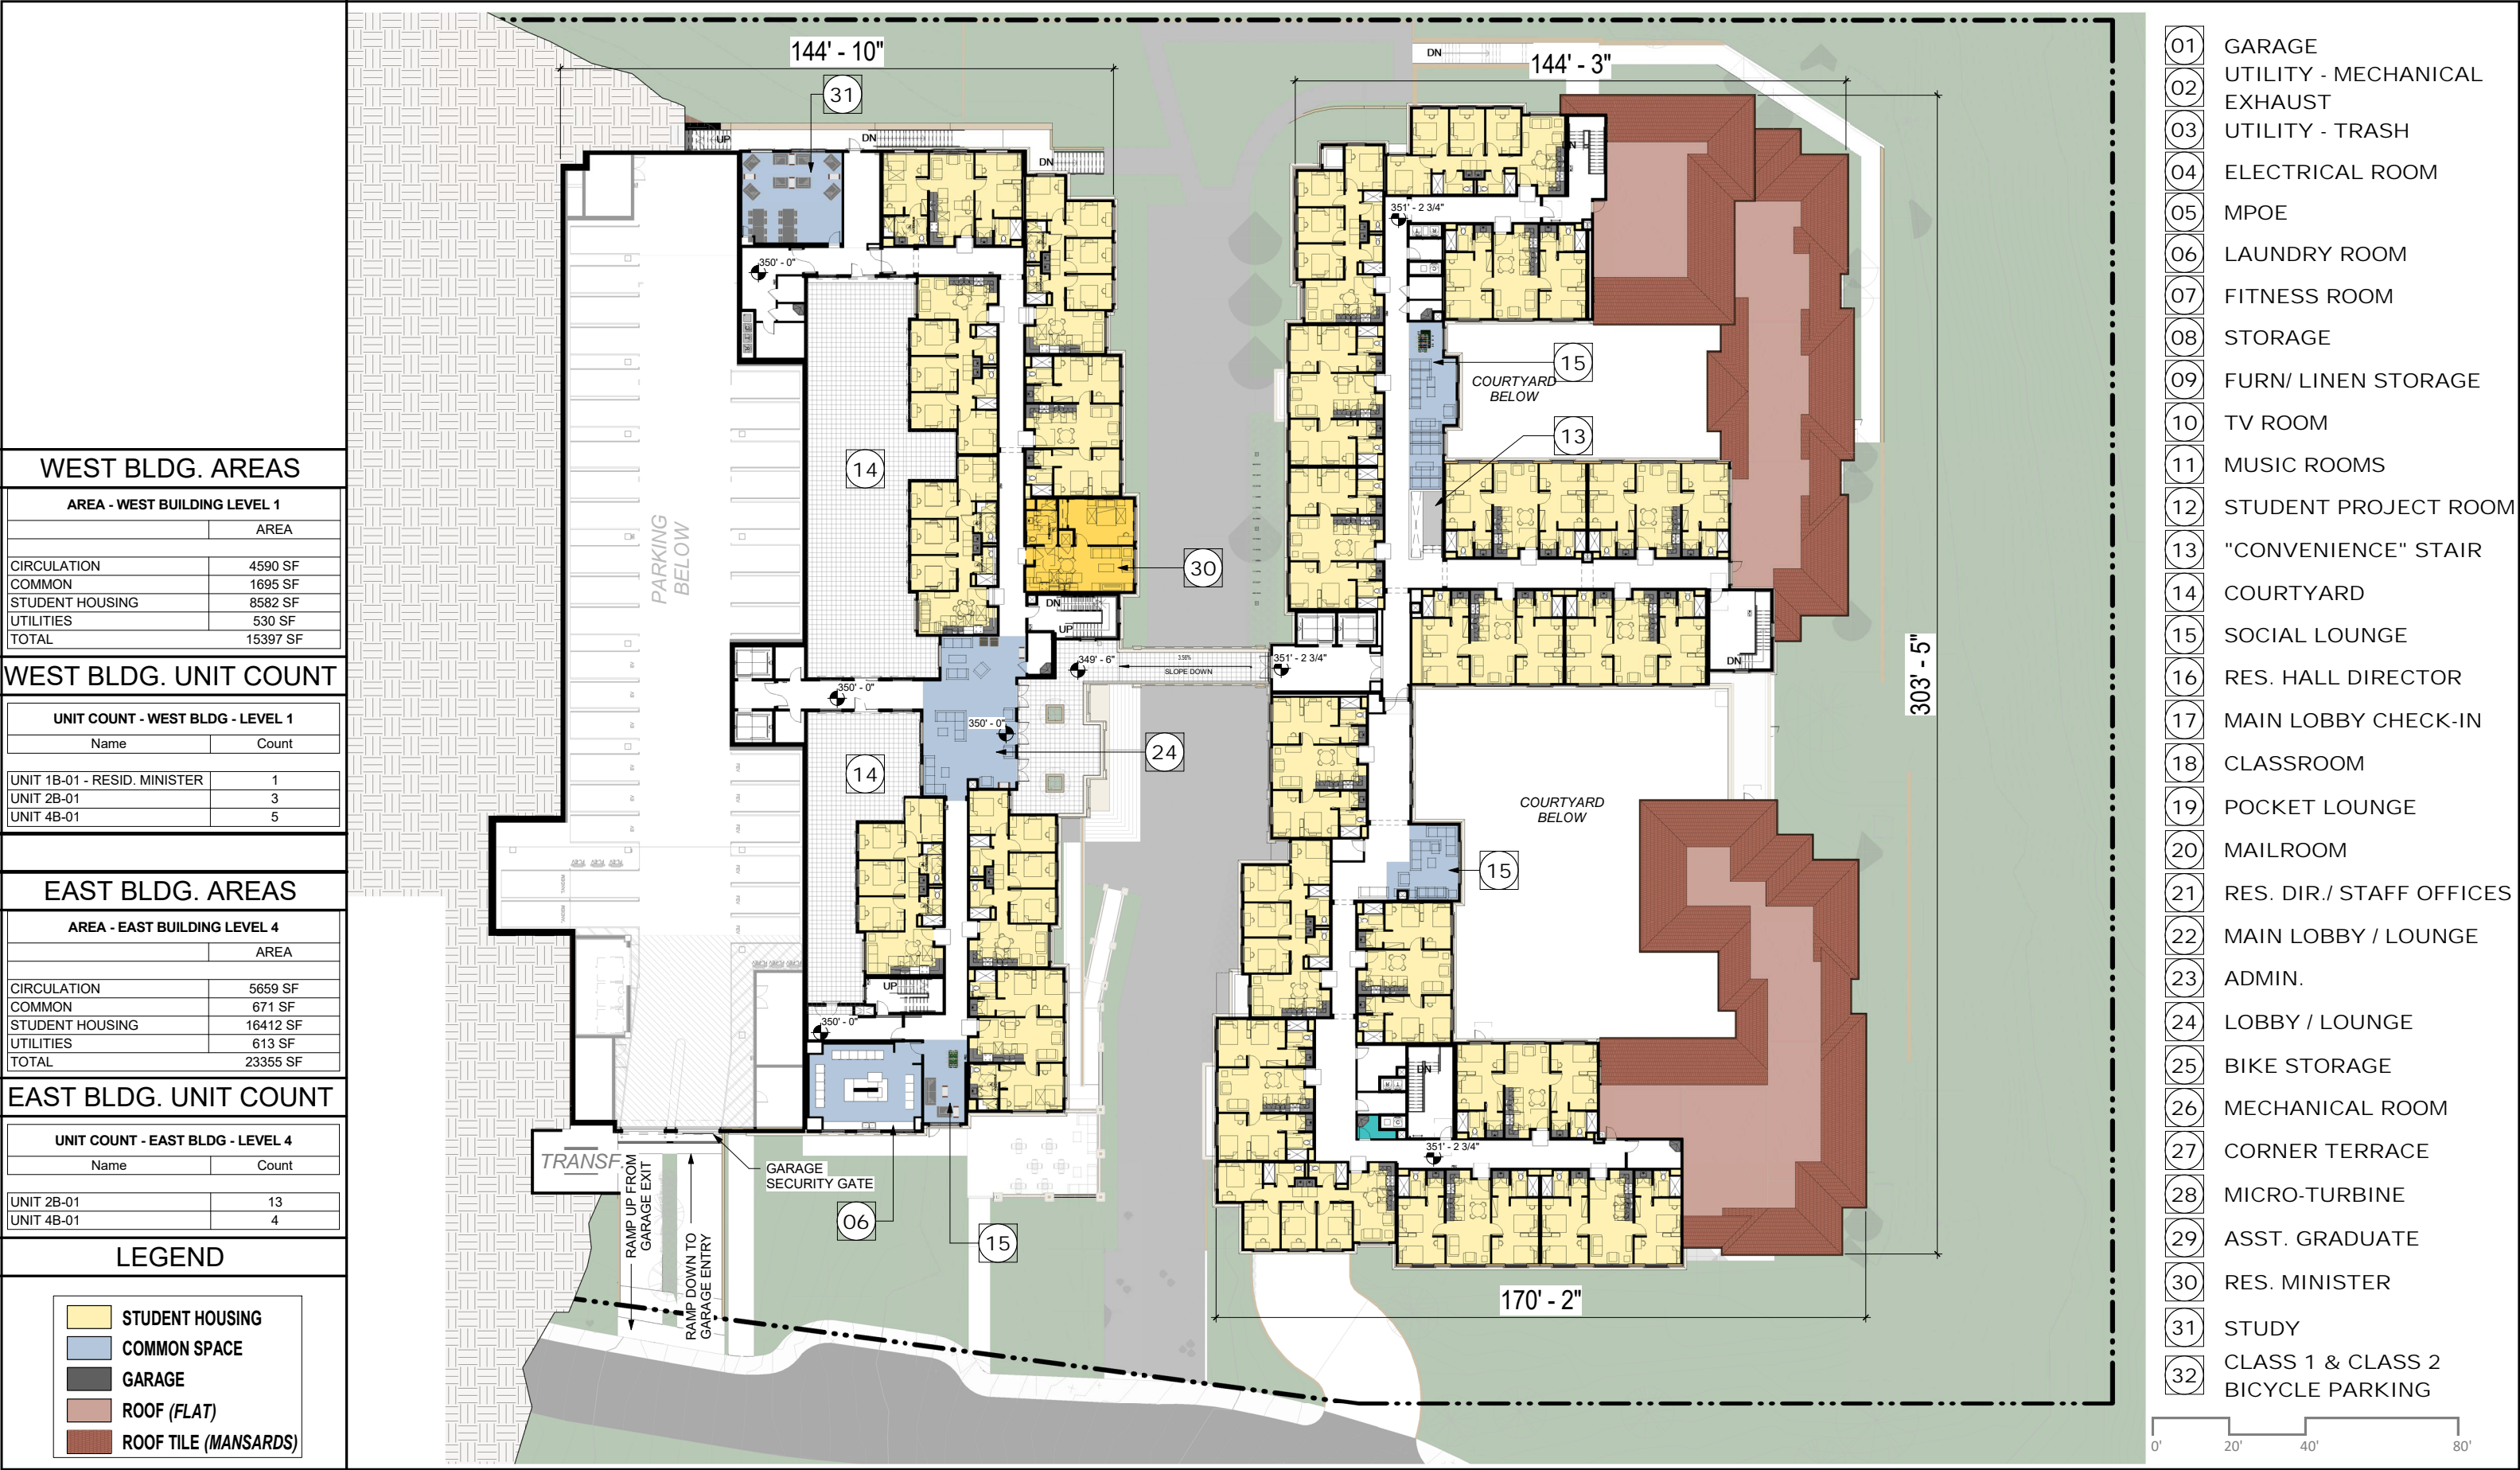 WEST BLDG. AREAS
AREA - WEST BUILDING LEVEL 1
AREA
CIRCULATION 4590 SF
COMMON 1695 SF
STUDENT HOUSING 8582 SF
UTILITIES 530 SF
TOTAL 15397 SF
WEST BLDG. UNIT COUNT
UNIT COUNT - WEST BLDG - LEVEL 1
Name Count
UNIT 1B-01 - RESID. MINISTER 1
UNIT 2B-01 3
UNIT 4B-01 5
EAST BLDG. AREAS
AREA - EAST BUILDING LEVEL 4
AREA
CIRCULATION 5659 SF
COMMON 671 SF
STUDENT HOUSING 16412 SF
UTILITIES 613 SF
TOTAL 23355 SF
EAST BLDG. UNIT COUNT
UNIT COUNT - EAST BLDG - LEVEL 4
Name Count
UNIT 2B-01 13
UNIT 4B-01 4
LEGEND
STUDENT HOUSING
COMMON SPACE
GARAGE
ROOF (FLAT)
ROOF TILE (MANSARDS)
144' - 10"
31
UP
DN
DN
350' - 0"
14
PARKING
BELOW
30
DN
UP
349' - 6"
1:50%
SLOPE DOWN
350' - 0"
350' - 0"
24
14
UP
350' - 0"
TRANSF.
GARAGE
SECURITY GATE
RAMP UP FROM
GARAGE EXIT
RAMP DOWN TO
GARAGE ENTRY
06
15
DN
144' - 3"
DN
351' - 2 3/4"
15
COURTYARD
BELOW
13
351' - 2 3/4"
DN
303' - 5"
COURTYARD
BELOW
15
DN
351' - 2 3/4"
170' - 2"
01 GARAGE
02 UTILITY - MECHANICAL
EXHAUST
03 UTILITY - TRASH
04 ELECTRICAL ROOM
05 MPOE
06 LAUNDRY ROOM
07 FITNESS ROOM
08 STORAGE
09 FURN/ LINEN STORAGE
10 TV ROOM
11 MUSIC ROOMS
12 STUDENT PROJECT ROOM
13 "CONVENIENCE" STAIR
14 COURTYARD
15 SOCIAL LOUNGE
16 RES. HALL DIRECTOR
17 MAIN LOBBY CHECK-IN
18 CLASSROOM
19 POCKET LOUNGE
20 MAILROOM
21 RES. DIR./ STAFF OFFICES
22 MAIN LOBBY / LOUNGE
23 ADMIN.
24 LOBBY / LOUNGE
25 BIKE STORAGE
26 MECHANICAL ROOM
27 CORNER TERRACE
28 MICRO-TURBINE
29 ASST. GRADUATE
30 RES. MINISTER
31 STUDY
32 CLASS 1 & CLASS 2
BICYCLE PARKING
0' 20' 40' 80'